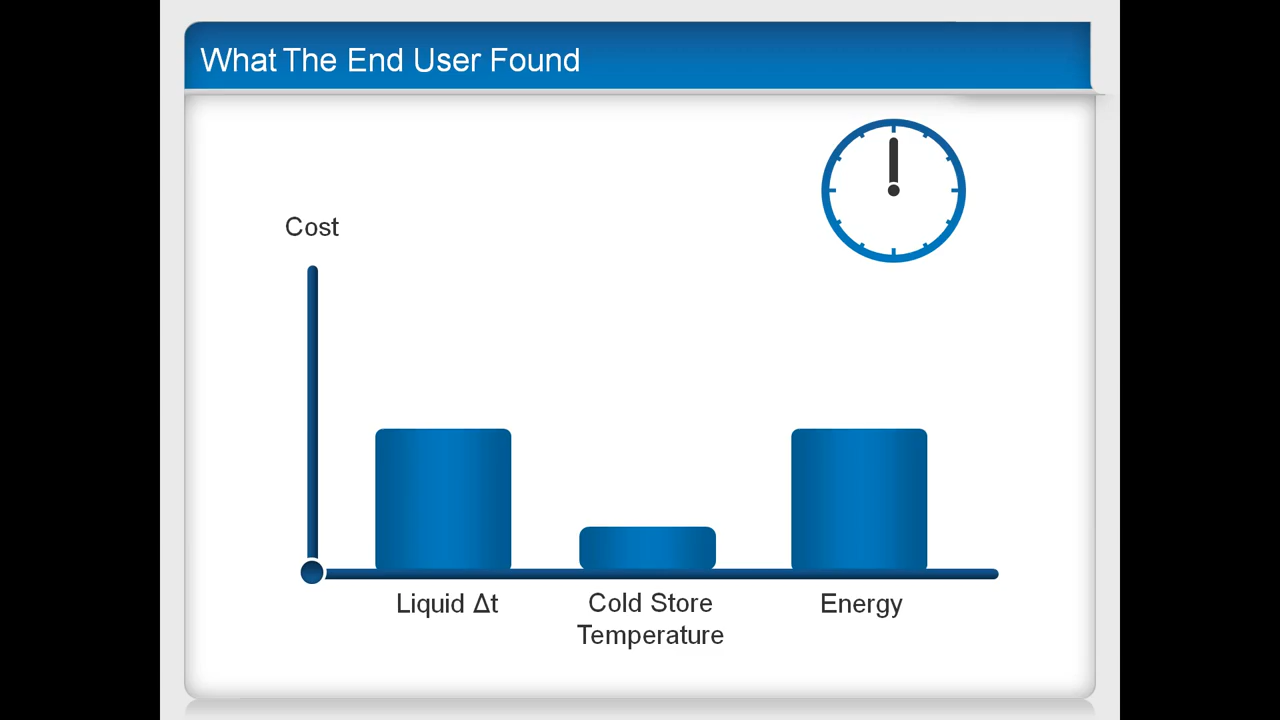 What The End User Found
Cost
Liquid Δt
Cold Store
Temperature
Energy